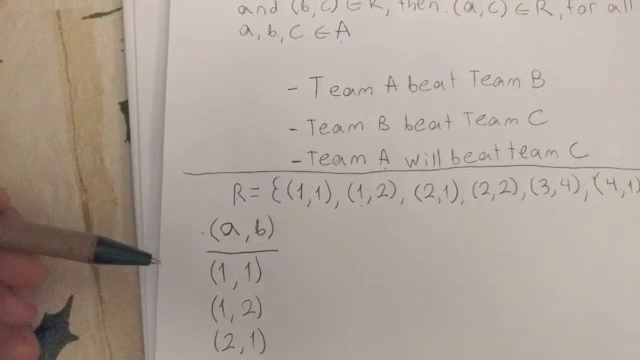 and (b,c) ∈ R, then (a,c) ∈ R, for all
a, b, c ∈ A
- Team A beat Team B
- Team B beat Team C
- Team A will beat team C
R = {(1,1), (1,2), (2,1), (2,2), (3,4), (4,1)
(a,b)
(1,1)
(1,2)
(2,1)